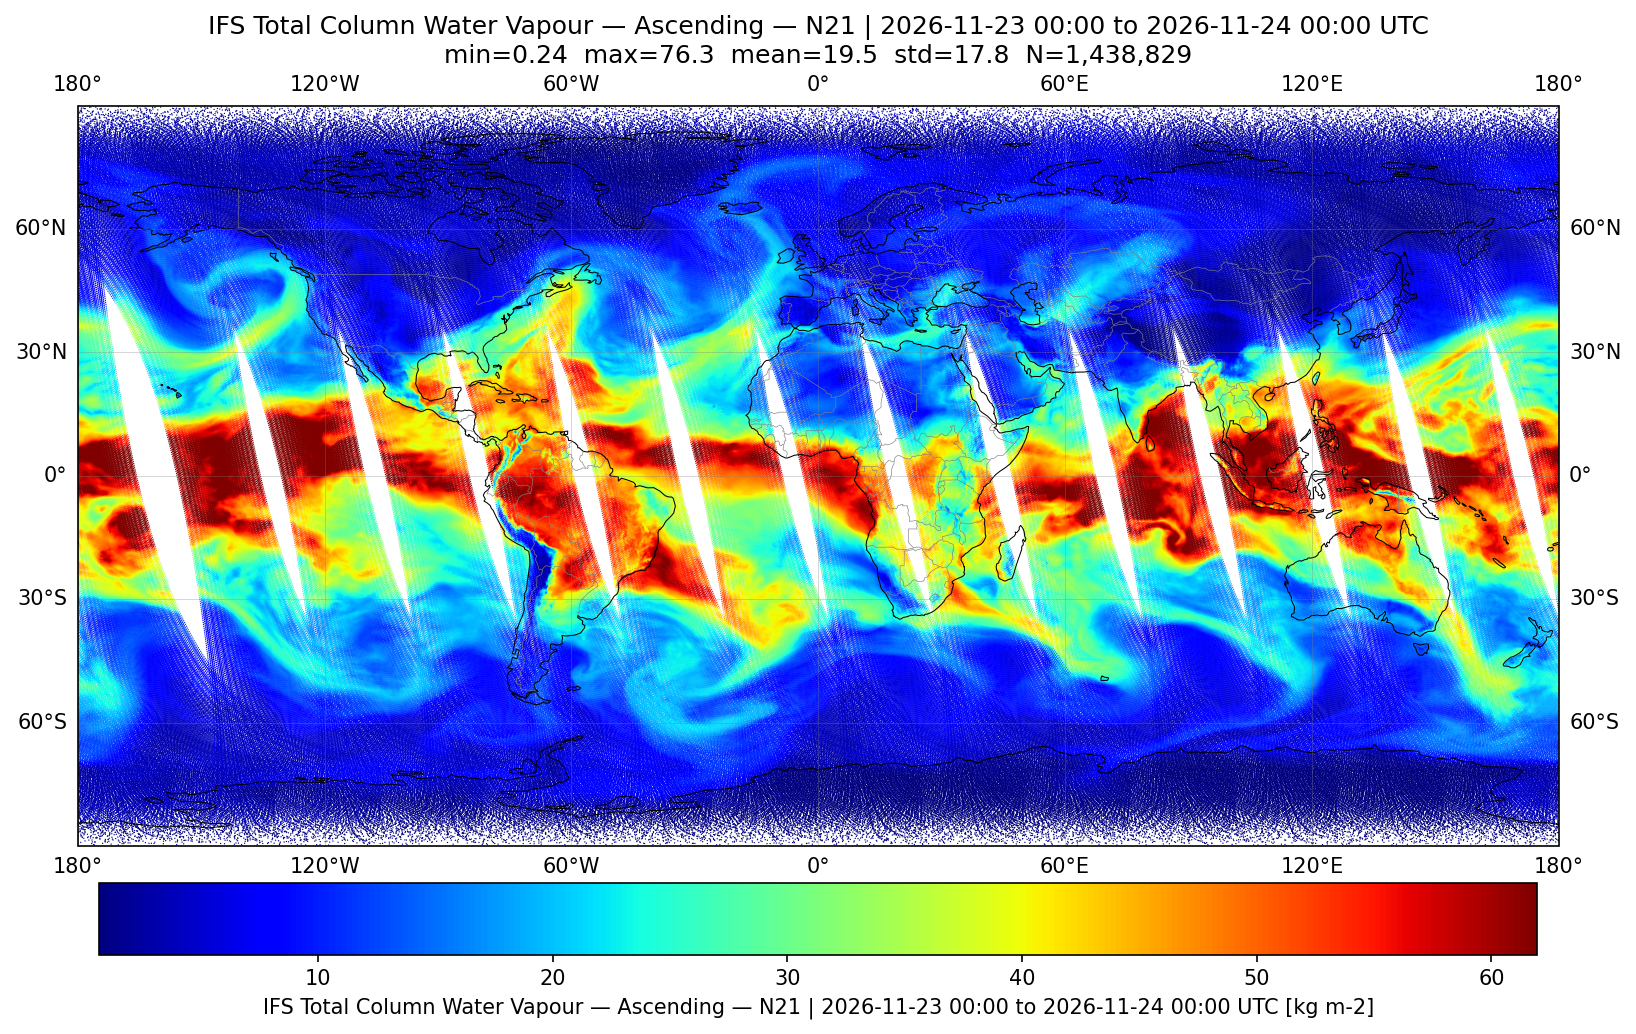 IFS Total Column Water Vapour — Ascending — N21 | 2026-11-23 00:00 to 2026-11-24 00:00 UTC
min=0.24  max=76.3  mean=19.5  std=17.8  N=1,438,829
180° 120°W 60°W 0° 60°E 120°E 180°
60°N 60°N
30°N 30°N
0° 0°
30°S 30°S
60°S 60°S
180° 120°W 60°W 0° 60°E 120°E 180°
10 20 30 40 50 60
IFS Total Column Water Vapour — Ascending — N21 | 2026-11-23 00:00 to 2026-11-24 00:00 UTC [kg m-2]